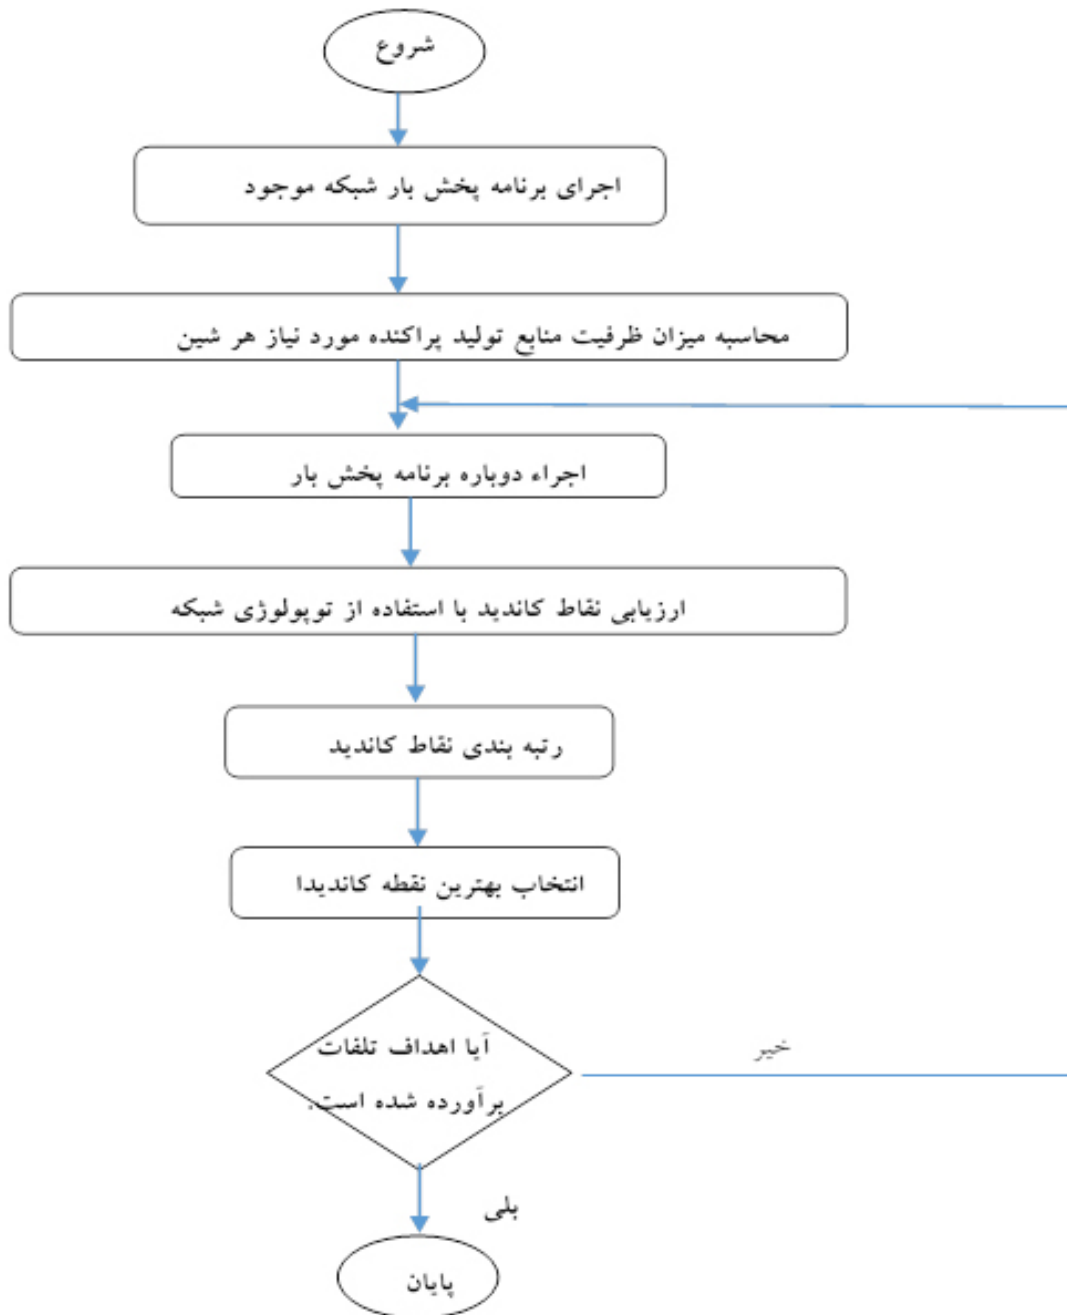 شروع
اجرای برنامه پخش بار شبکه موجود
محاسبه میزان ظرفیت منابع تولید پراکنده مورد نیاز هر شین
اجراء دوباره برنامه پخش بار
ارزیابی نقاط کاندید با استفاده از توپولوژی شبکه
رتبه بندی نقاط کاندید
انتخاب بهترین نقطه کاندیدا
آیا اهداف تلفات
برآورده شده است.
خیر
بلی
پایان